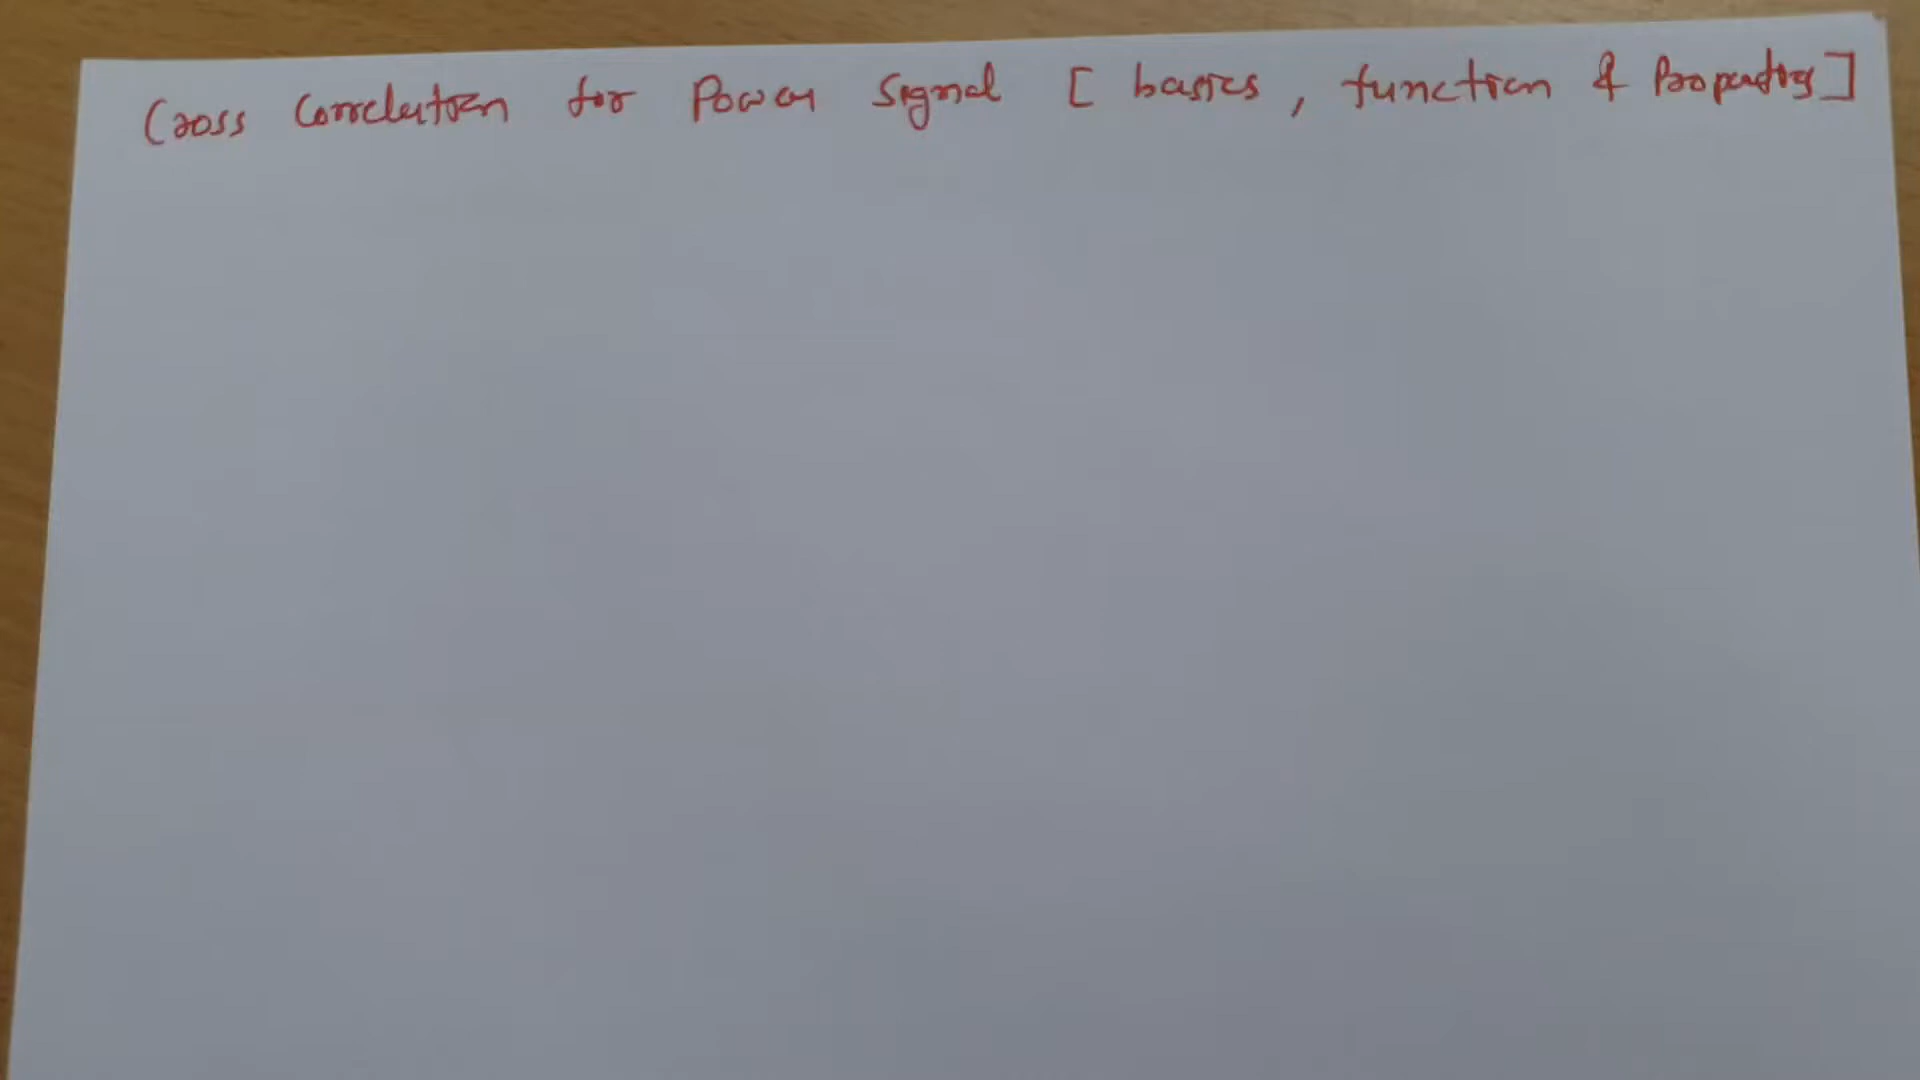 Cross Correlation for Power Signal [ basics , function & Properties ]